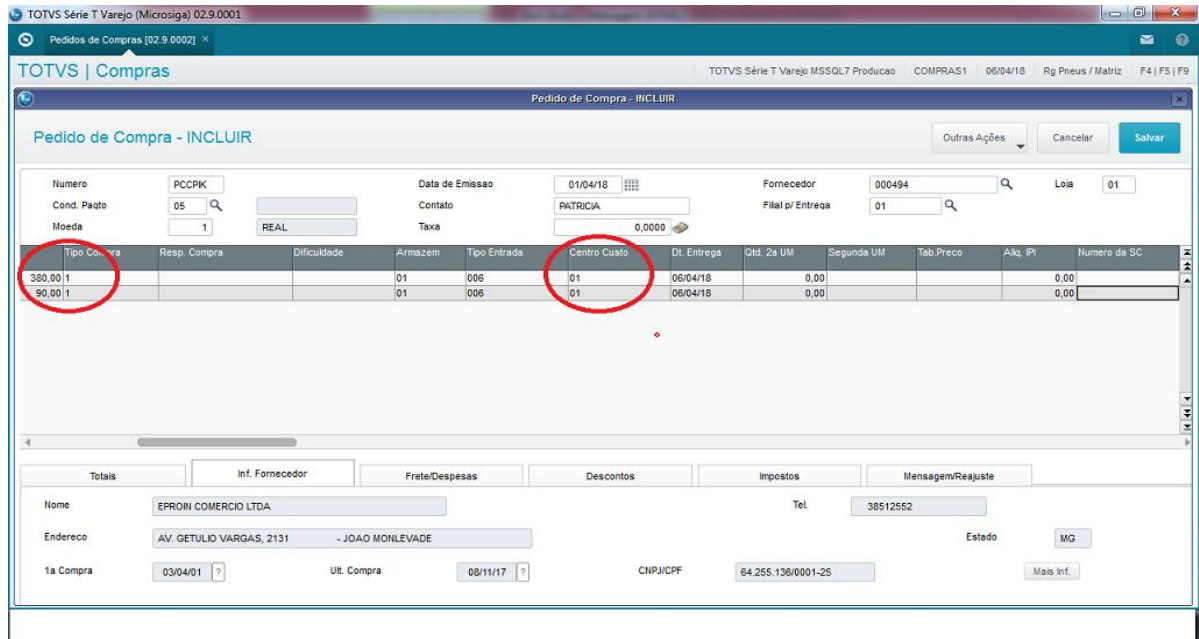 TOTVS Série T Varejo (Microsiga) 02.9.0001
Pedidos de Compras [02.9.0002] ×
TOTVS | Compras TOTVS Série T Varejo MSSQL7 Producao COMPRAS1 06/04/18 Rg Pneus / Matriz F4 | F5 | F9
Pedido de Compra - INCLUIR
Pedido de Compra - INCLUIR Outras Ações Cancelar Salvar
Numero PCCPIK Data de Emissao 01/04/18 Fornecedor 000494 Loja 01
Cond. Pagto 05 Contato PATRICIA Filial p/ Entrega 01
Moeda 1 REAL Taxa 0,0000
Tipo Compra Resp. Compra Dificuldade Armazem Tipo Entrada Centro Custo Dt. Entrega Qtd. 2a UM Segunda UM Tab.Preco Aliq. IPI Numero da SC
380,00 1 01 006 01 06/04/18 0,00 0,00
90,00 1 01 006 01 06/04/18 0,00 0,00
Totais Inf. Fornecedor Frete/Despesas Descontos Impostos Mensagem/Reajuste
Nome EPROIN COMERCIO LTDA Tel. 38512552
Endereco AV. GETULIO VARGAS, 2131 - JOAO MONLEVADE Estado MG
1a Compra 03/04/01 ? Ult. Compra 08/11/17 ? CNPJ/CPF 64.255.136/0001-25 Mais Inf.